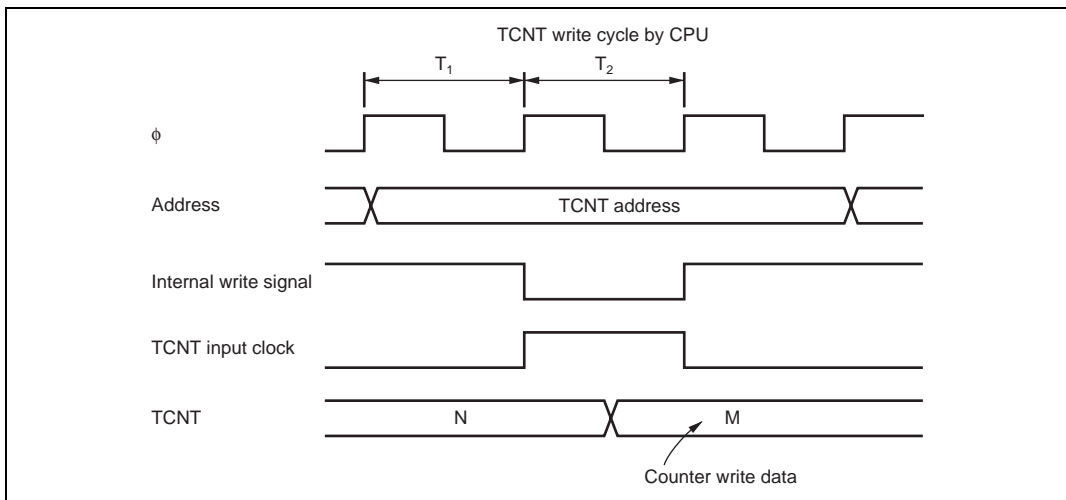 TCNT write cycle by CPU
T1 T2
ϕ
Address TCNT address
Internal write signal
TCNT input clock
TCNT N M
Counter write data